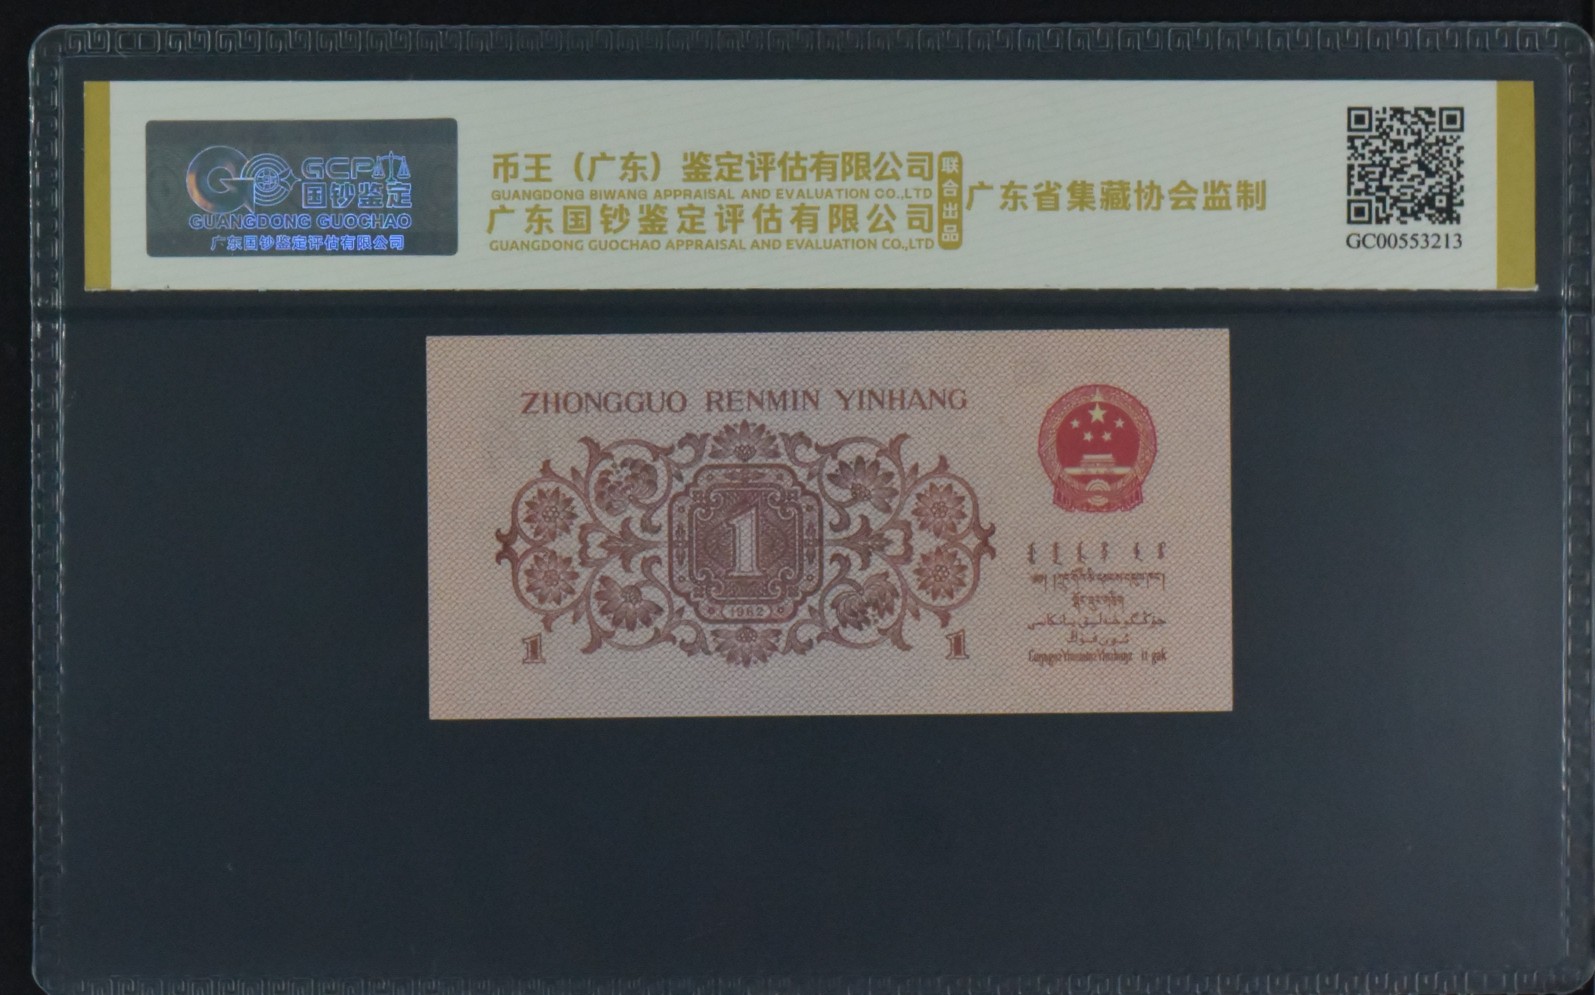 GCP
国钞鉴定
GUANGDONG GUOCHAO
广东国钞鉴定评估有限公司
币王（广东）鉴定评估有限公司
GUANGDONG BIWANG APPRAISAL AND EVALUATION CO.,LTD
广东国钞鉴定评估有限公司
GUANGDONG GUOCHAO APPRAISAL AND EVALUATION CO.,LTD
联合出品
广东省集藏协会监制
GC00553213
ZHONGGUO RENMIN YINHANG
1
(1962)
1
1